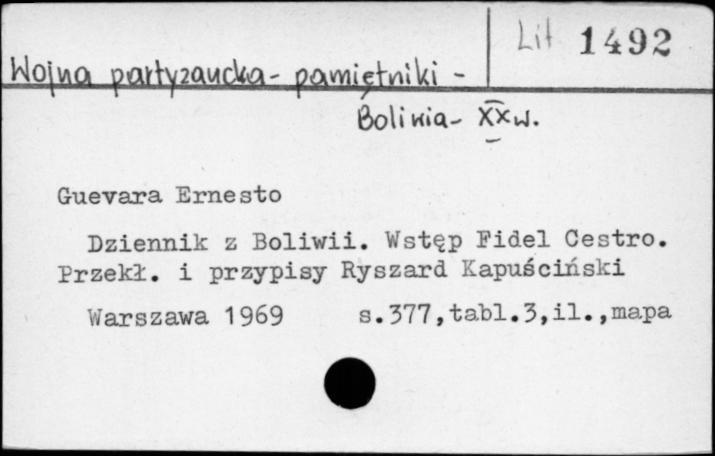 Lit 1492
Wojna partyzancka - pamiętniki -
Boliwia - XX w.
Guevara Ernesto
Dziennik z Boliwii. Wstęp Fidel Cestro.
Przekł. i przypisy Ryszard Kapuściński
Warszawa 1969 s.377,tabl.3,il.,mapa